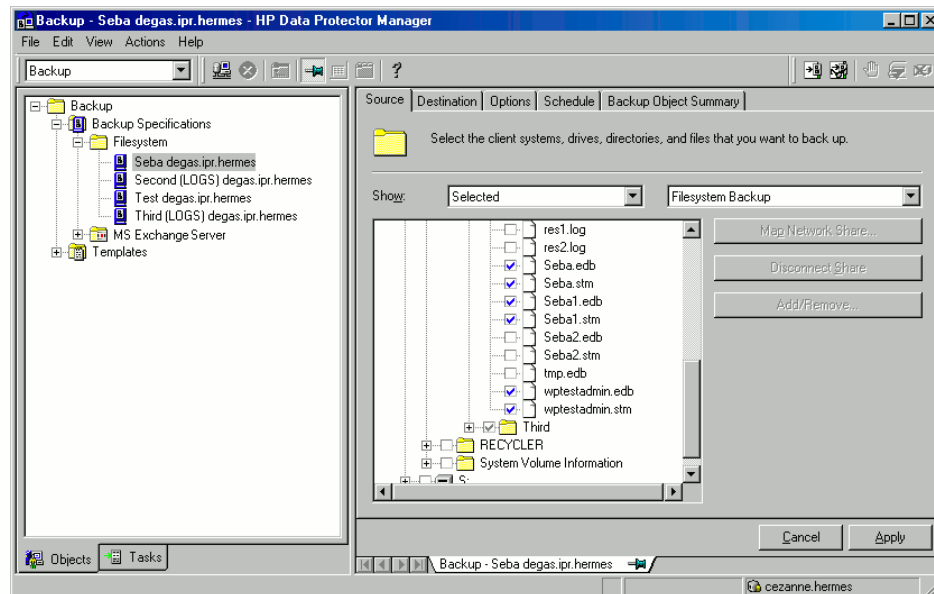 Backup - Seba degas.ipr.hermes - HP Data Protector Manager
File Edit View Actions Help
Backup
Backup
Backup Specifications
Filesystem
Seba degas.ipr.hermes
Second (LOGS) degas.ipr.hermes
Test degas.ipr.hermes
Third (LOGS) degas.ipr.hermes
MS Exchange Server
Templates
Objects
Tasks
Source Destination Options Schedule Backup Object Summary
Select the client systems, drives, directories, and files that you want to back up.
Show: Selected Filesystem Backup
res1.log
res2.log
Seba.edb
Seba.stm
Seba1.edb
Seba1.stm
Seba2.edb
Seba2.stm
tmp.edb
wptestadmin.edb
wptestadmin.stm
Third
RECYCLER
System Volume Information
S:
Map Network Share...
Disconnect Share
Add/Remove...
Cancel Apply
Backup - Seba degas.ipr.hermes
cezanne.hermes